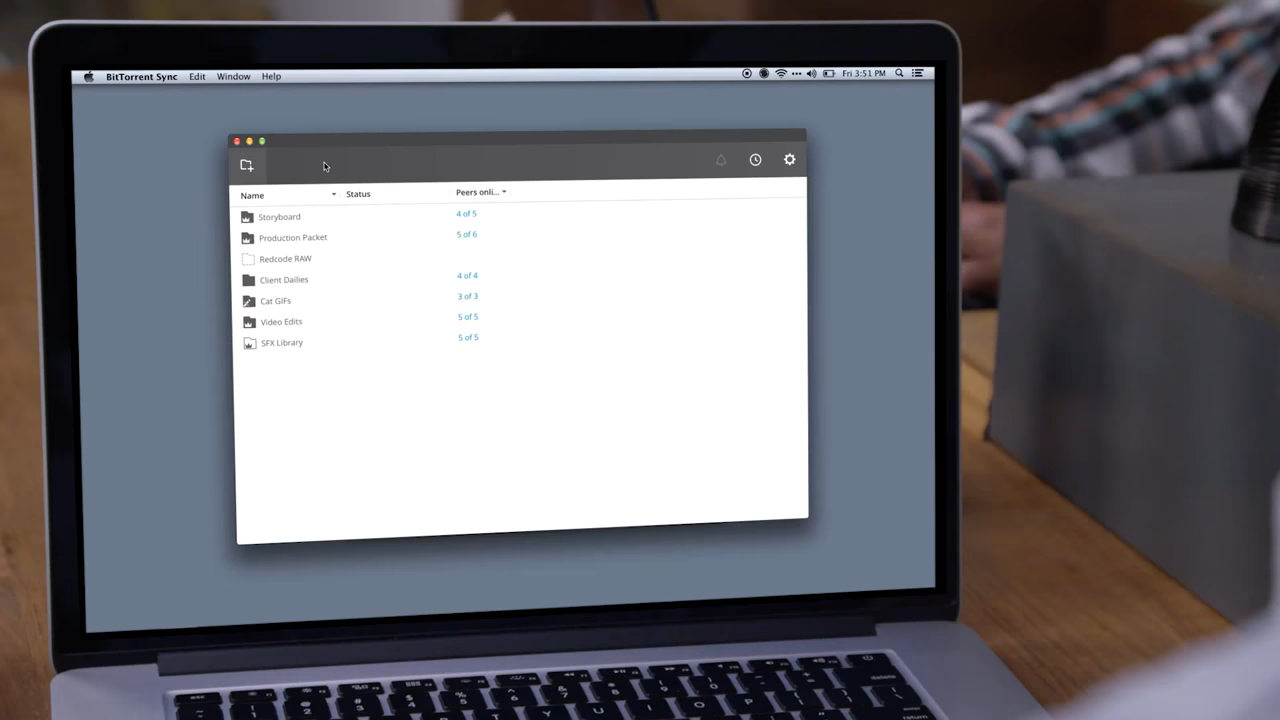 BitTorrent Sync Edit Window Help Fri 3:51 PM
Name Status Peers onli...
Storyboard 4 of 5
Production Packet 5 of 6
Redcode RAW
Client Dailies 4 of 4
Cat GIFs 3 of 3
Video Edits 5 of 5
SFX Library 5 of 5
delete
return